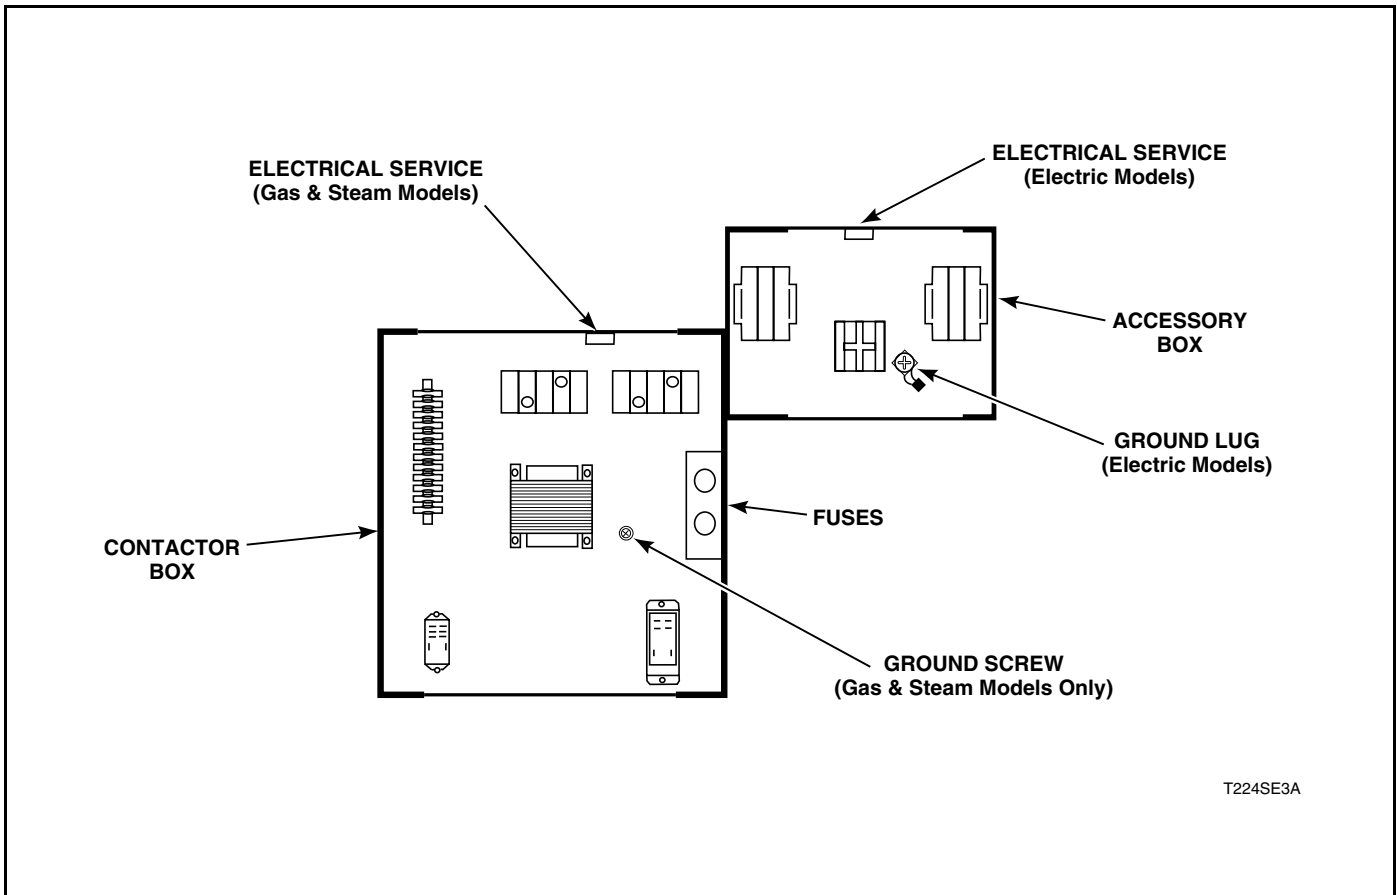 ELECTRICAL SERVICE
(Gas & Steam Models)
ELECTRICAL SERVICE
(Electric Models)
ACCESSORY
BOX
GROUND LUG
(Electric Models)
FUSES
CONTACTOR
BOX
GROUND SCREW
(Gas & Steam Models Only)
T224SE3A